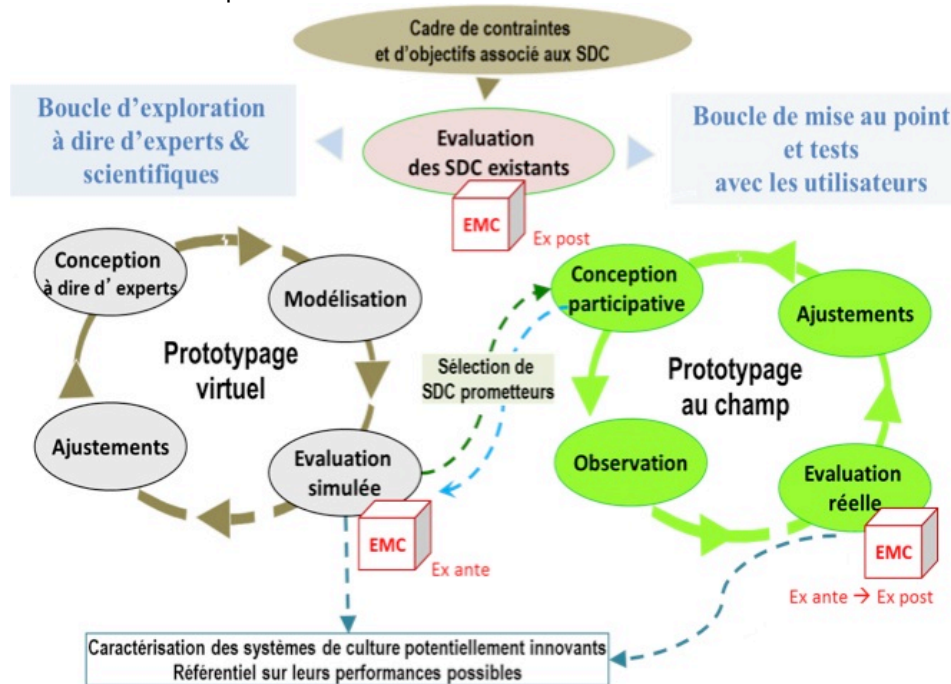 Cadre de contraintes
et d'objectifs associé aux SDC
Boucle d'exploration
à dire d'experts &
scientifiques
Evaluation
des SDC existants
EMC
Ex post
Boucle de mise au point
et tests
avec les utilisateurs
Conception
à dire d' experts
Modélisation
Prototypage
virtuel
Ajustements
Evaluation
simulée
EMC
Ex ante
Sélection de
SDC prometteurs
Conception
participative
Ajustements
Prototypage
au champ
Observation
Evaluation
réelle
EMC
Ex ante → Ex post
Caractérisation des systèmes de culture potentiellement innovants
Référentiel sur leurs performances possibles